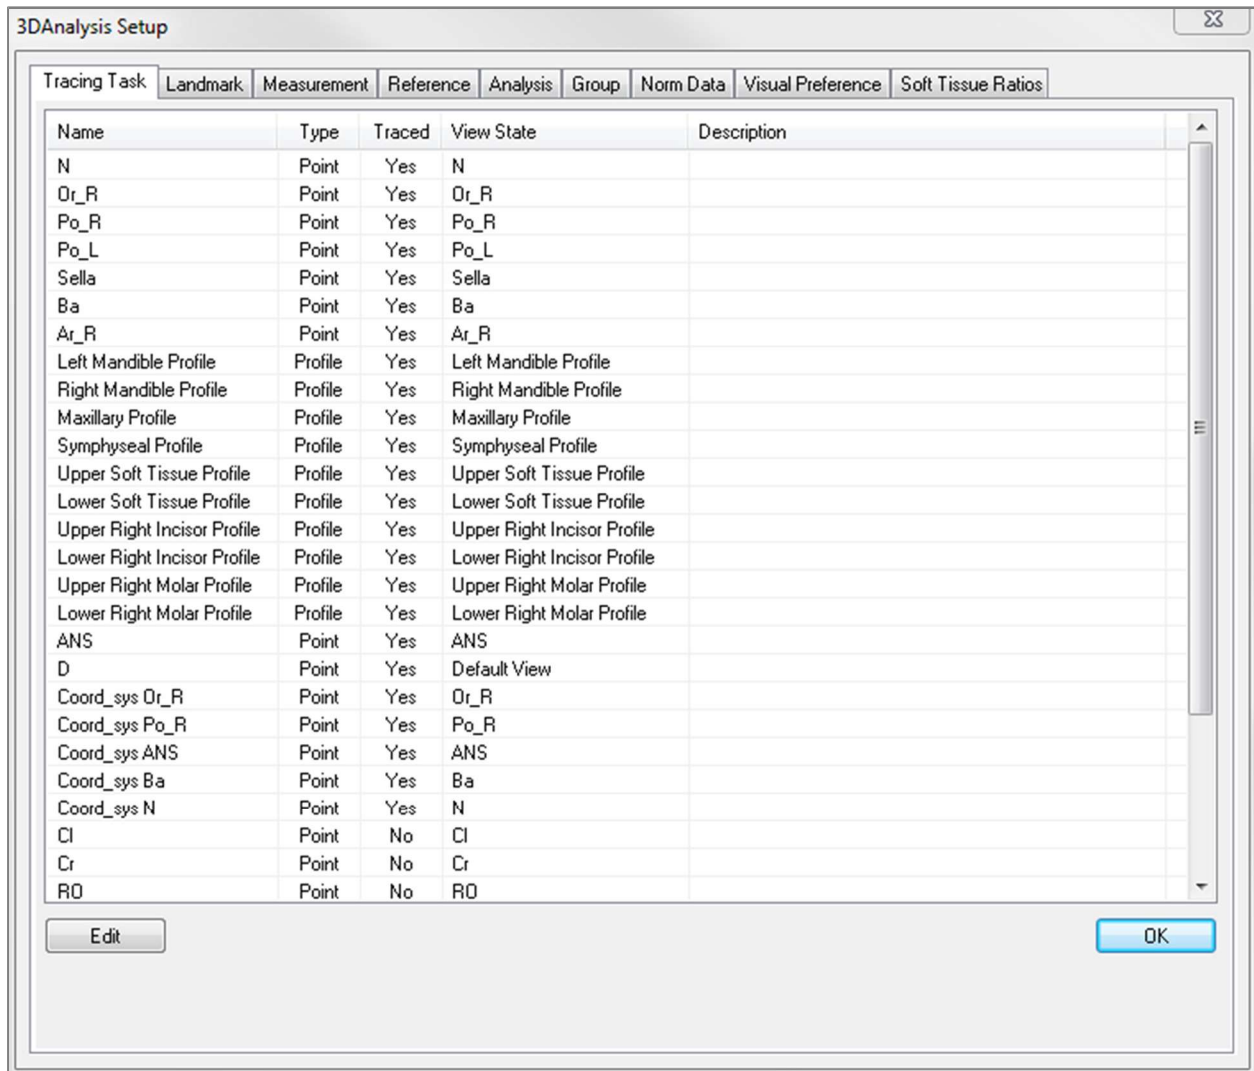 3DAnalysis Setup
Tracing Task Landmark Measurement Reference Analysis Group Norm Data Visual Preference Soft Tissue Ratios
Name Type Traced View State Description
N Point Yes N
Or_R Point Yes Or_R
Po_R Point Yes Po_R
Po_L Point Yes Po_L
Sella Point Yes Sella
Ba Point Yes Ba
Ar_R Point Yes Ar_R
Left Mandible Profile Profile Yes Left Mandible Profile
Right Mandible Profile Profile Yes Right Mandible Profile
Maxillary Profile Profile Yes Maxillary Profile
Symphyseal Profile Profile Yes Symphyseal Profile
Upper Soft Tissue Profile Profile Yes Upper Soft Tissue Profile
Lower Soft Tissue Profile Profile Yes Lower Soft Tissue Profile
Upper Right Incisor Profile Profile Yes Upper Right Incisor Profile
Lower Right Incisor Profile Profile Yes Lower Right Incisor Profile
Upper Right Molar Profile Profile Yes Upper Right Molar Profile
Lower Right Molar Profile Profile Yes Lower Right Molar Profile
ANS Point Yes ANS
D Point Yes Default View
Coord_sys Or_R Point Yes Or_R
Coord_sys Po_R Point Yes Po_R
Coord_sys ANS Point Yes ANS
Coord_sys Ba Point Yes Ba
Coord_sys N Point Yes N
Cl Point No Cl
Cr Point No Cr
RO Point No RO
Edit OK